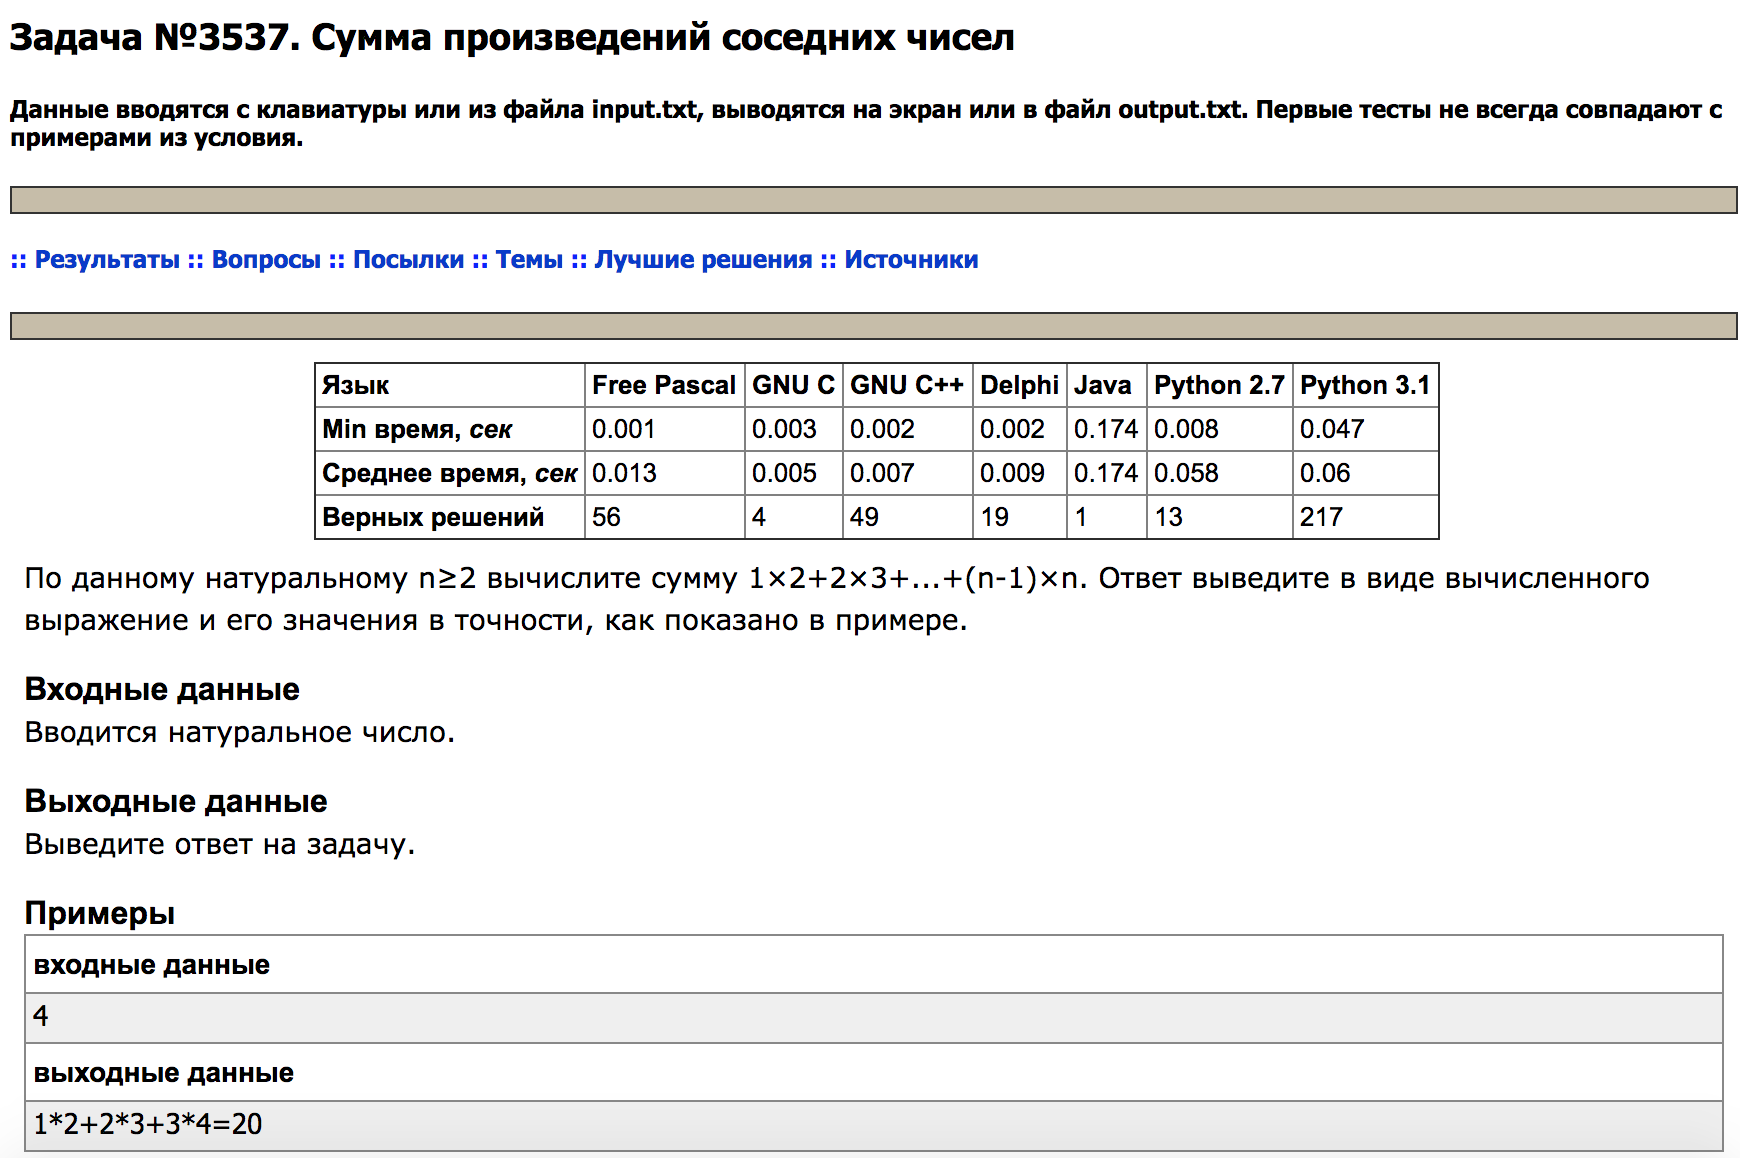 Задача №3537. Сумма произведений соседних чисел
Данные вводятся с клавиатуры или из файла input.txt, выводятся на экран или в файл output.txt. Первые тесты не всегда совпадают с
примерами из условия.
:: Результаты :: Вопросы :: Посылки :: Темы :: Лучшие решения :: Источники
Язык Free Pascal GNU C GNU C++ Delphi Java Python 2.7 Python 3.1
Min время, сек 0.001 0.003 0.002 0.002 0.174 0.008 0.047
Среднее время, сек 0.013 0.005 0.007 0.009 0.174 0.058 0.06
Верных решений 56 4 49 19 1 13 217
По данному натуральному n≥2 вычислите сумму 1×2+2×3+...+(n-1)×n. Ответ выведите в виде вычисленного
выражение и его значения в точности, как показано в примере.
Входные данные
Вводится натуральное число.
Выходные данные
Выведите ответ на задачу.
Примеры
входные данные
4
выходные данные
1*2+2*3+3*4=20